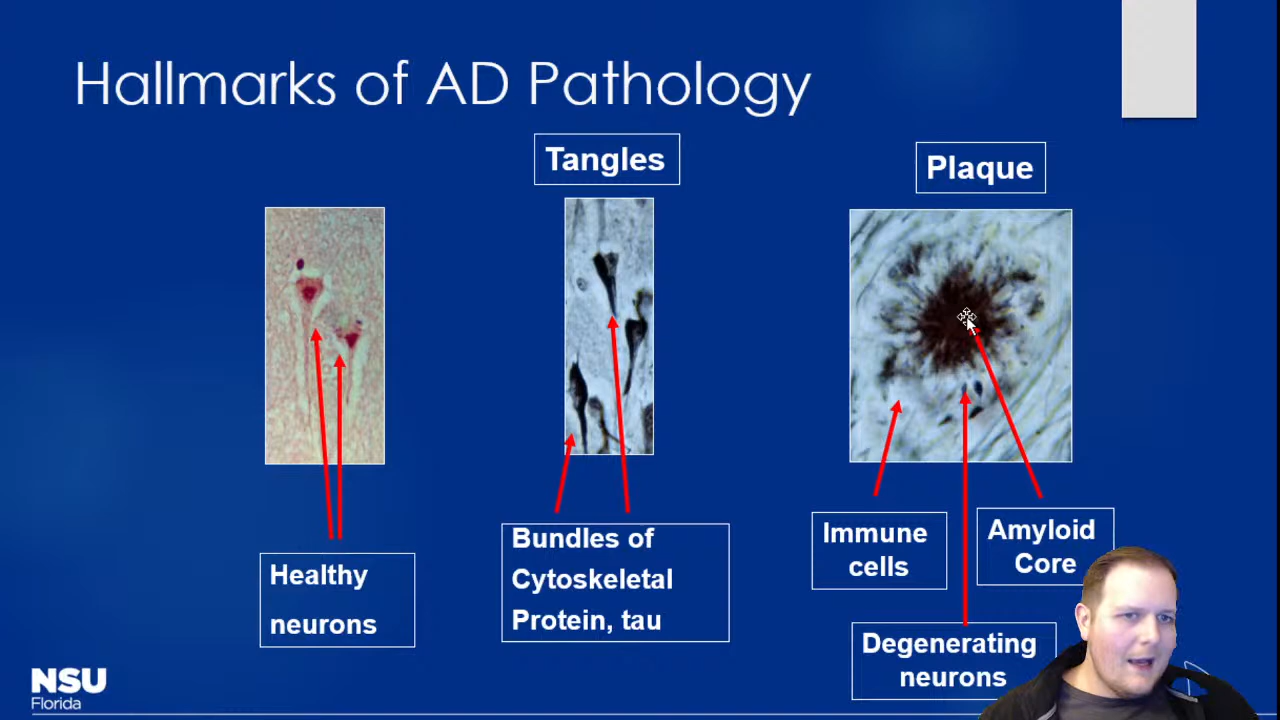 Hallmarks of AD Pathology
Tangles
Plaque
Healthy
neurons
Bundles of
Cytoskeletal
Protein, tau
Immune
cells
Amyloid
Core
Degenerating
neurons
NSU
Florida